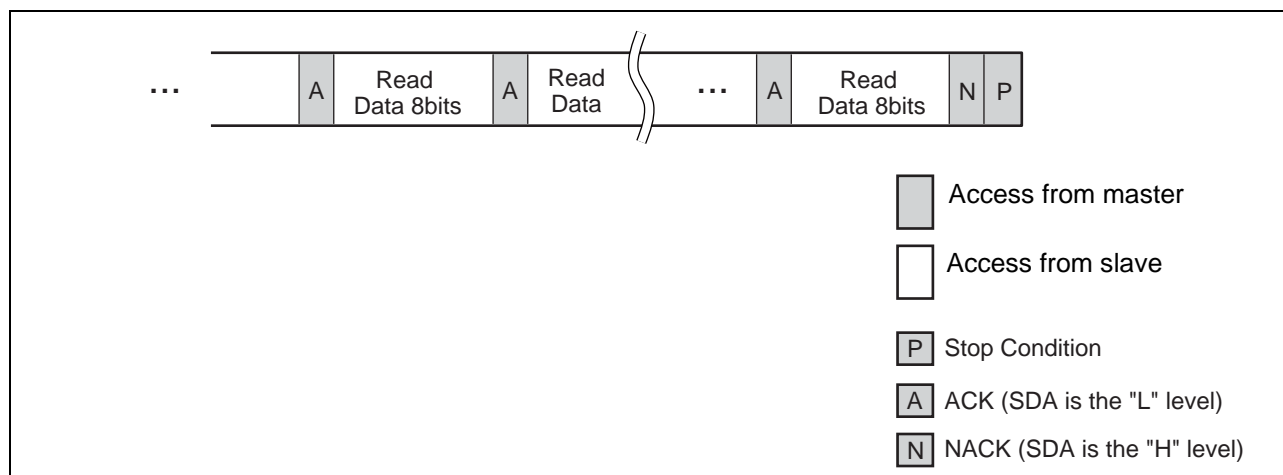 ... A Read Data 8bits A Read Data ... A Read Data 8bits N P
Access from master
Access from slave
P Stop Condition
A ACK (SDA is the "L" level)
N NACK (SDA is the "H" level)